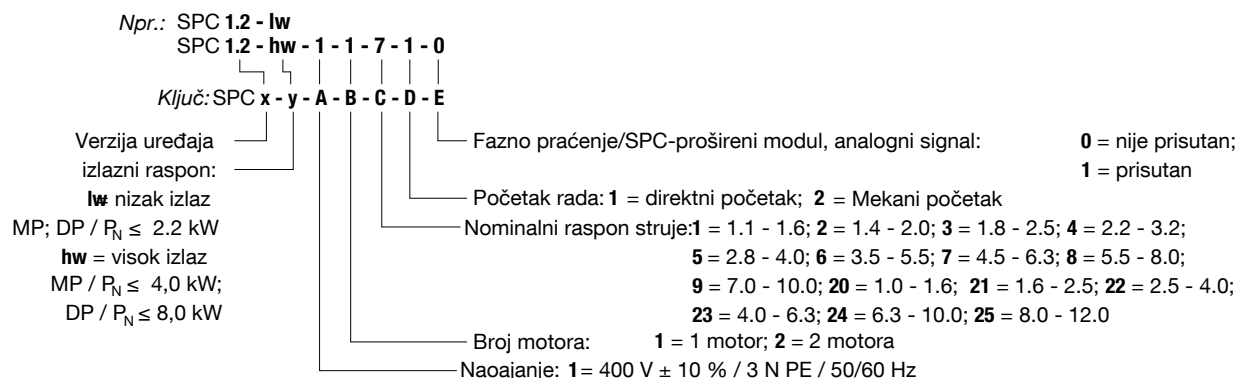 Npr.: SPC 1.2 - lw
SPC 1.2 - hw - 1 - 1 - 7 - 1 - 0
Ključ: SPC x - y - A - B - C - D - E
Verzija uređaja
izlazni raspon:
lw= nizak izlaz
MP; DP / PN ≤ 2.2 kW
hw = visok izlaz
MP / PN ≤ 4,0 kW;
DP / PN ≤ 8,0 kW
Fazno praćenje/SPC-prošireni modul, analogni signal: 0 = nije prisutan;
1 = prisutan
Početak rada: 1 = direktni početak; 2 = Mekani početak
Nominalni raspon struje: 1 = 1.1 - 1.6; 2 = 1.4 - 2.0; 3 = 1.8 - 2.5; 4 = 2.2 - 3.2;
5 = 2.8 - 4.0; 6 = 3.5 - 5.5; 7 = 4.5 - 6.3; 8 = 5.5 - 8.0;
9 = 7.0 - 10.0; 20 = 1.0 - 1.6; 21 = 1.6 - 2.5; 22 = 2.5 - 4.0;
23 = 4.0 - 6.3; 24 = 6.3 - 10.0; 25 = 8.0 - 12.0
Broj motora: 1 = 1 motor; 2 = 2 motora
Naoajanje: 1 = 400 V ± 10 % / 3 N PE / 50/60 Hz